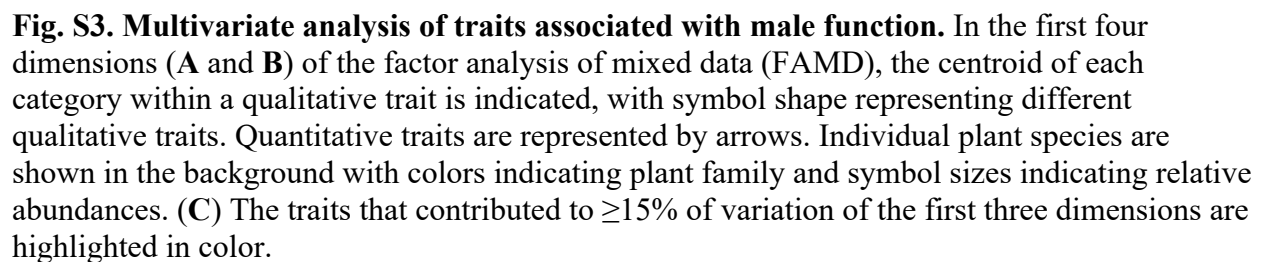 Fig. S3. Multivariate analysis of traits associated with male function. In the first four
dimensions (A and B) of the factor analysis of mixed data (FAMD), the centroid of each
category within a qualitative trait is indicated, with symbol shape representing different
qualitative traits. Quantitative traits are represented by arrows. Individual plant species are
shown in the background with colors indicating plant family and symbol sizes indicating relative
abundances. (C) The traits that contributed to ≥15% of variation of the first three dimensions are
highlighted in color.